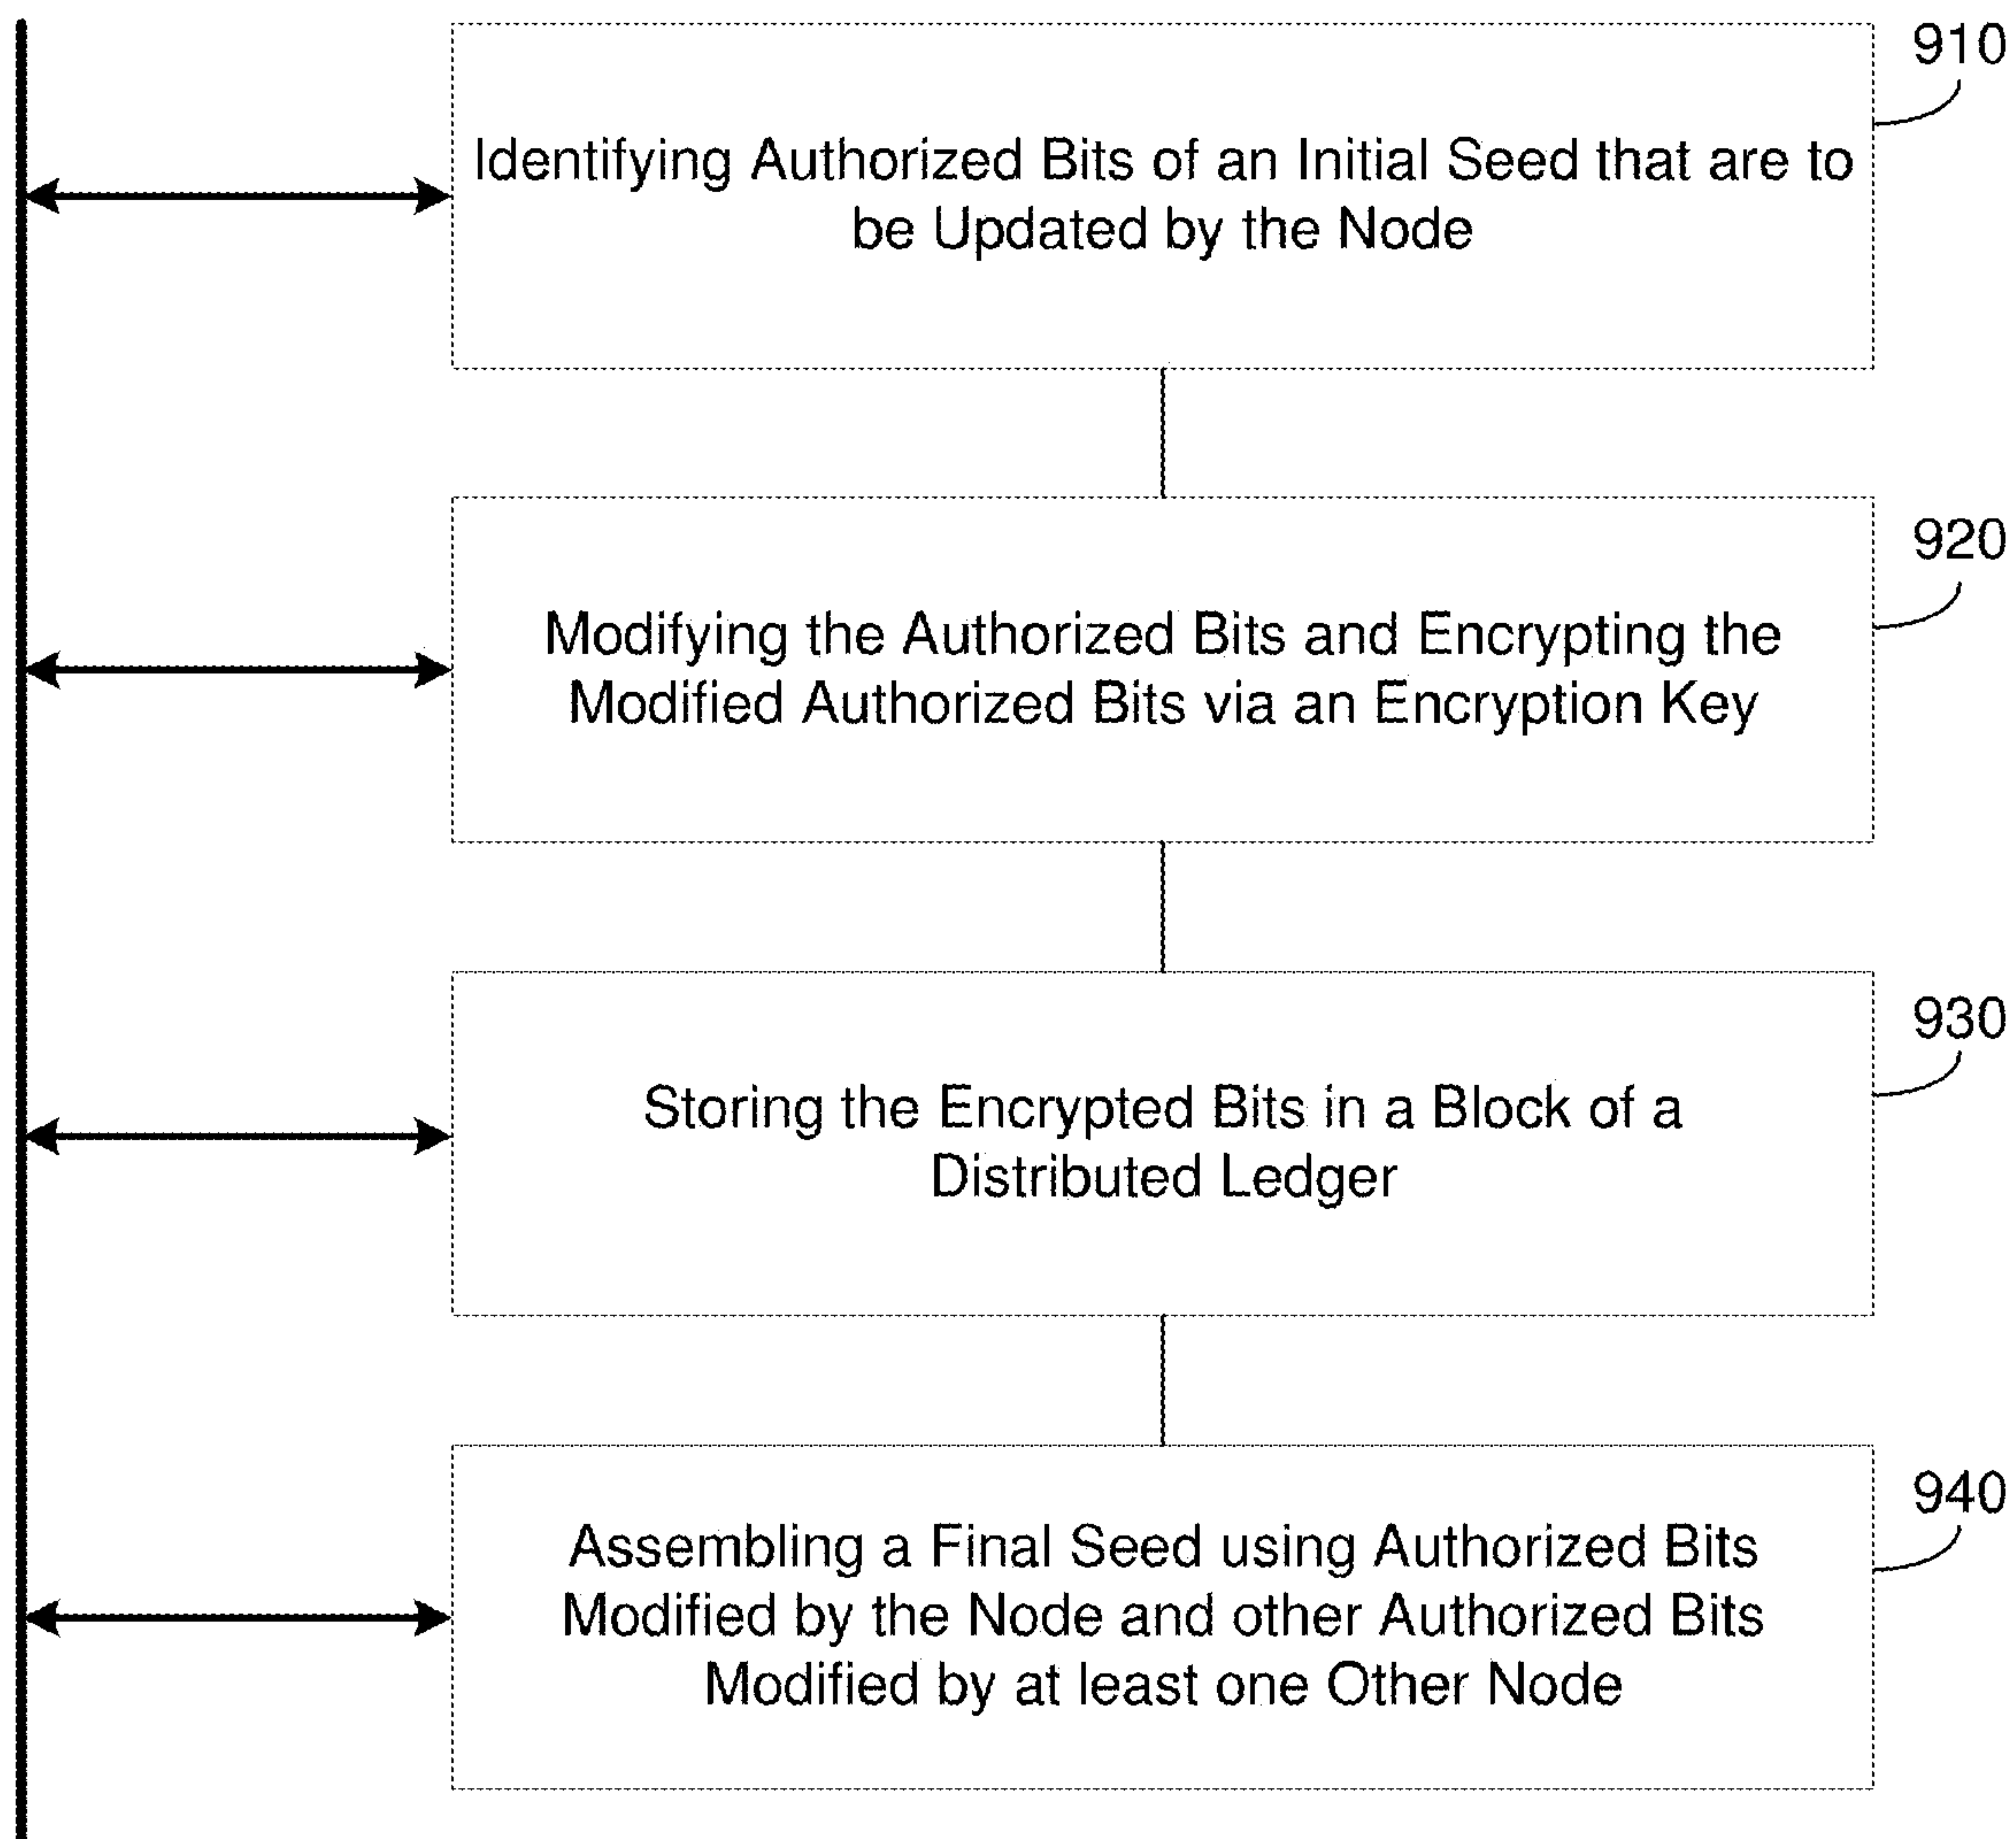 910
Identifying Authorized Bits of an Initial Seed that are to
be Updated by the Node
920
Modifying the Authorized Bits and Encrypting the
Modified Authorized Bits via an Encryption Key
930
Storing the Encrypted Bits in a Block of a
Distributed Ledger
940
Assembling a Final Seed using Authorized Bits
Modified by the Node and other Authorized Bits
Modified by at least one Other Node